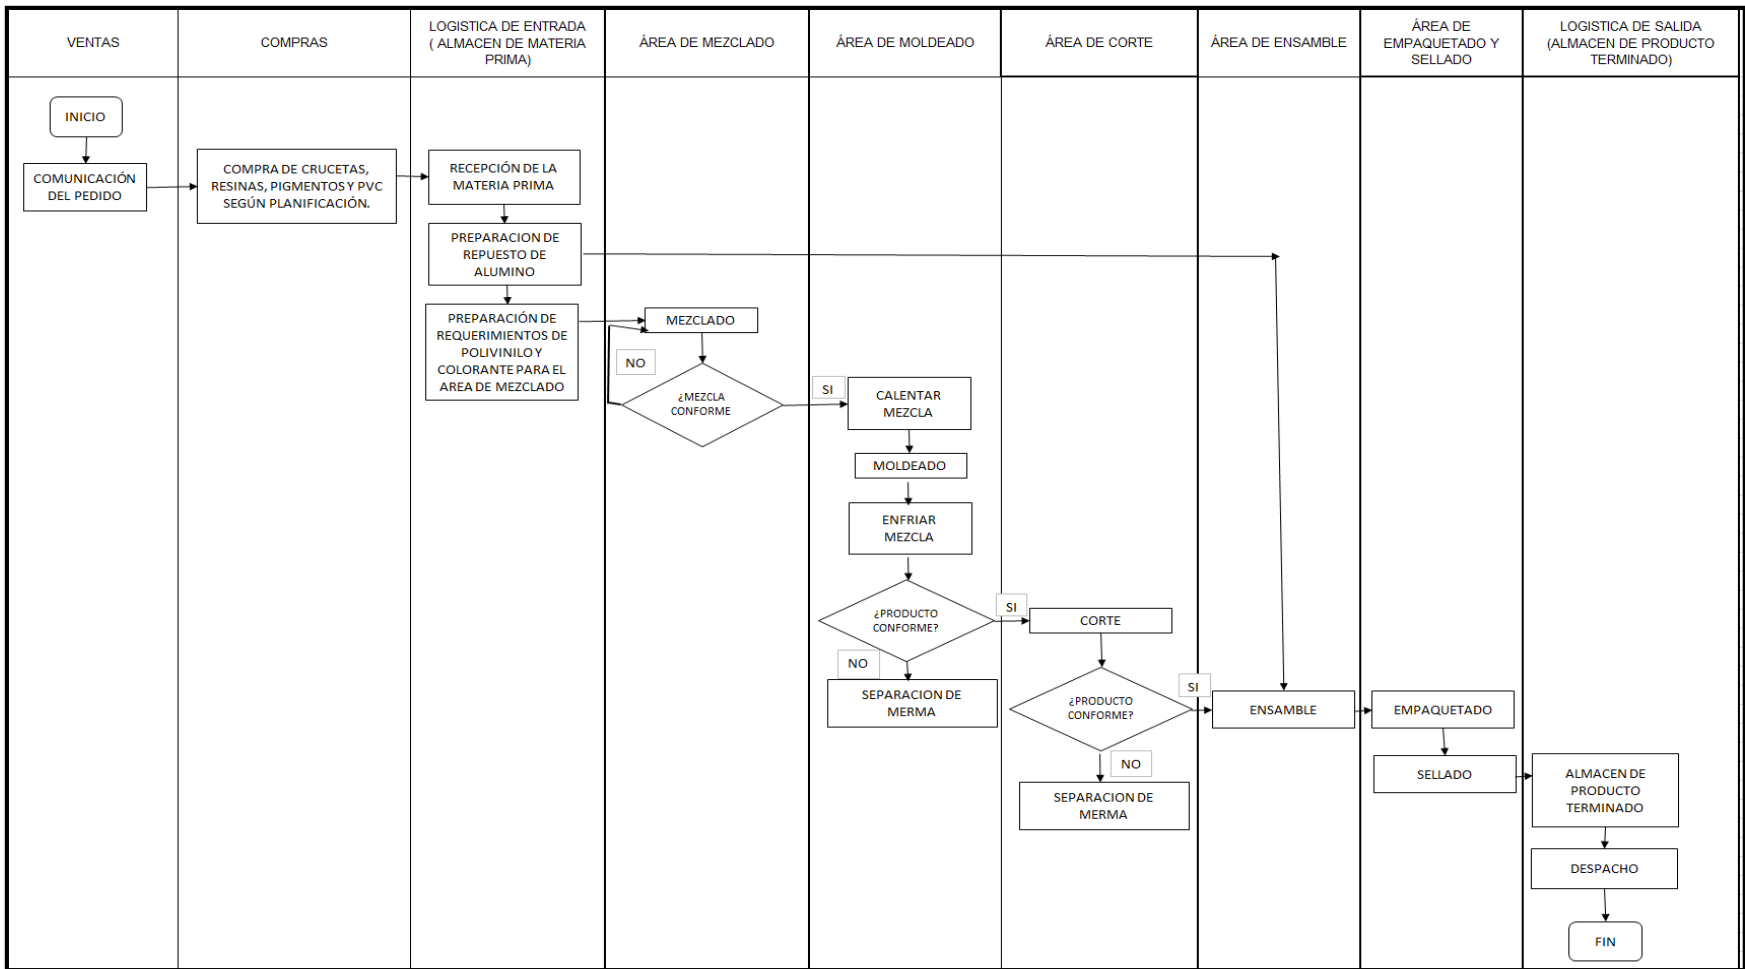 VENTAS
COMPRAS
LOGISTICA DE ENTRADA
( ALMACEN DE MATERIA
PRIMA)
ÁREA DE MEZCLADO
ÁREA DE MOLDEADO
ÁREA DE CORTE
ÁREA DE ENSAMBLE
ÁREA DE
EMPAQUETADO Y
SELLADO
LOGISTICA DE SALIDA
(ALMACEN DE PRODUCTO
TERMINADO)
INICIO
COMUNICACIÓN
DEL PEDIDO
COMPRA DE CRUCETAS,
RESINAS, PIGMENTOS Y PVC
SEGÚN PLANIFICACIÓN.
RECEPCIÓN DE LA
MATERIA PRIMA
PREPARACION DE
REPUESTO DE
ALUMINO
PREPARACIÓN DE
REQUERIMIENTOS DE
POLIVINILO Y
COLORANTE PARA EL
AREA DE MEZCLADO
MEZCLADO
NO
¿MEZCLA
CONFORME
SI
CALENTAR
MEZCLA
MOLDEADO
ENFRIAR
MEZCLA
¿PRODUCTO
CONFORME?
SI
NO
SEPARACION DE
MERMA
CORTE
¿PRODUCTO
CONFORME?
SI
NO
SEPARACION DE
MERMA
ENSAMBLE
EMPAQUETADO
SELLADO
ALMACEN DE
PRODUCTO
TERMINADO
DESPACHO
FIN